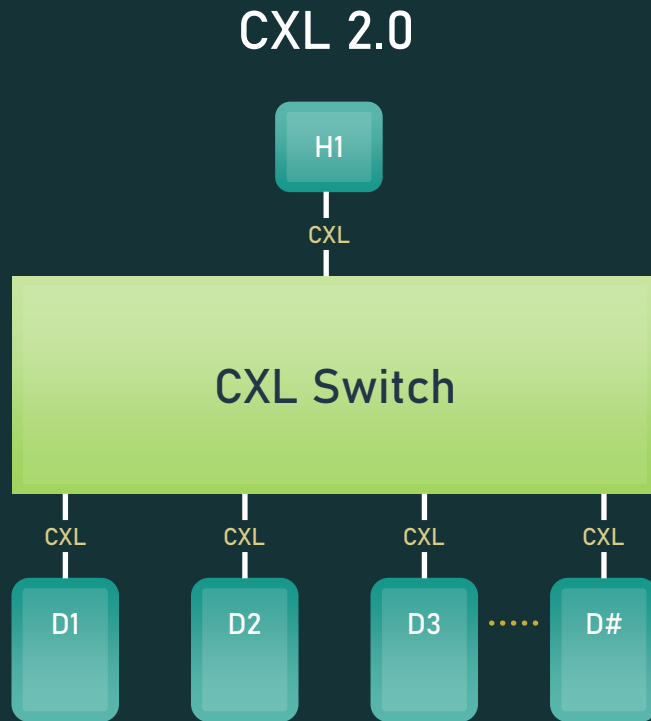 CXL 2.0
H1
CXL
CXL Switch
CXL CXL CXL CXL
D1 D2 D3 ..... D#